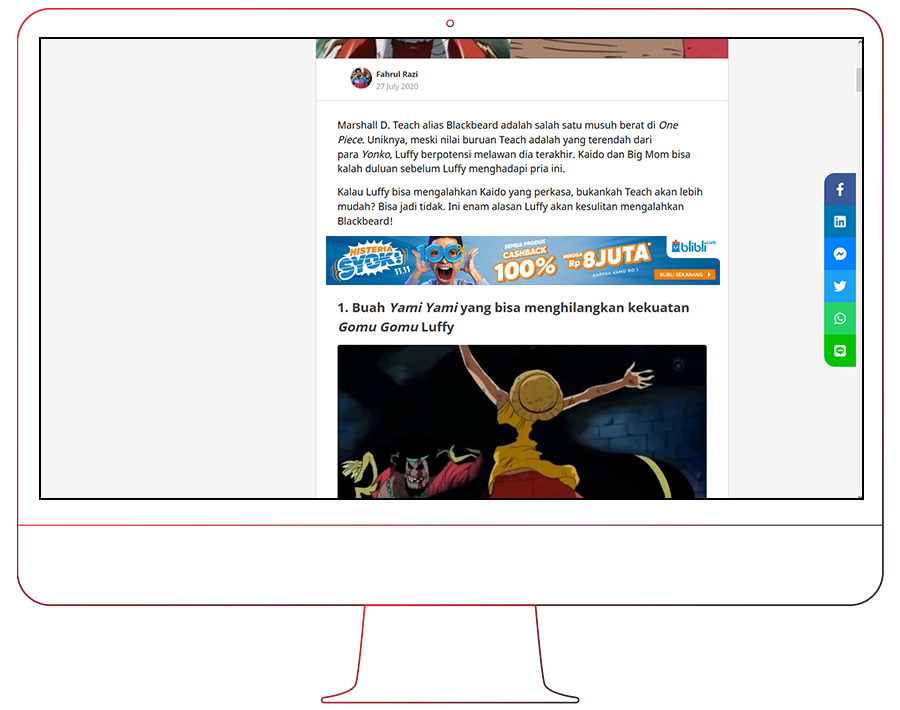 Fahrul Razi
27 July 2020
Marshall D. Teach alias Blackbeard adalah salah satu musuh berat di One
Piece. Uniknya, meski nilai buruan Teach adalah yang terendah dari
para Yonko, Luffy berpotensi melawan dia terakhir. Kaido dan Big Mom bisa
kalah duluan sebelum Luffy menghadapi pria ini.
Kalau Luffy bisa mengalahkan Kaido yang perkasa, bukankah Teach akan lebih
mudah? Bisa jadi tidak. Ini enam alasan Luffy akan kesulitan mengalahkan
Blackbeard!
HISTERIA
SYOK!
11.11
SEMUA PRODUK
CASHBACK
100%
HINGGA
Rp 8JUTA*
KARENA KAMU NO.1
blibli.com
BLIBLI SEKARANG
1. Buah Yami Yami yang bisa menghilangkan kekuatan
Gomu Gomu Luffy